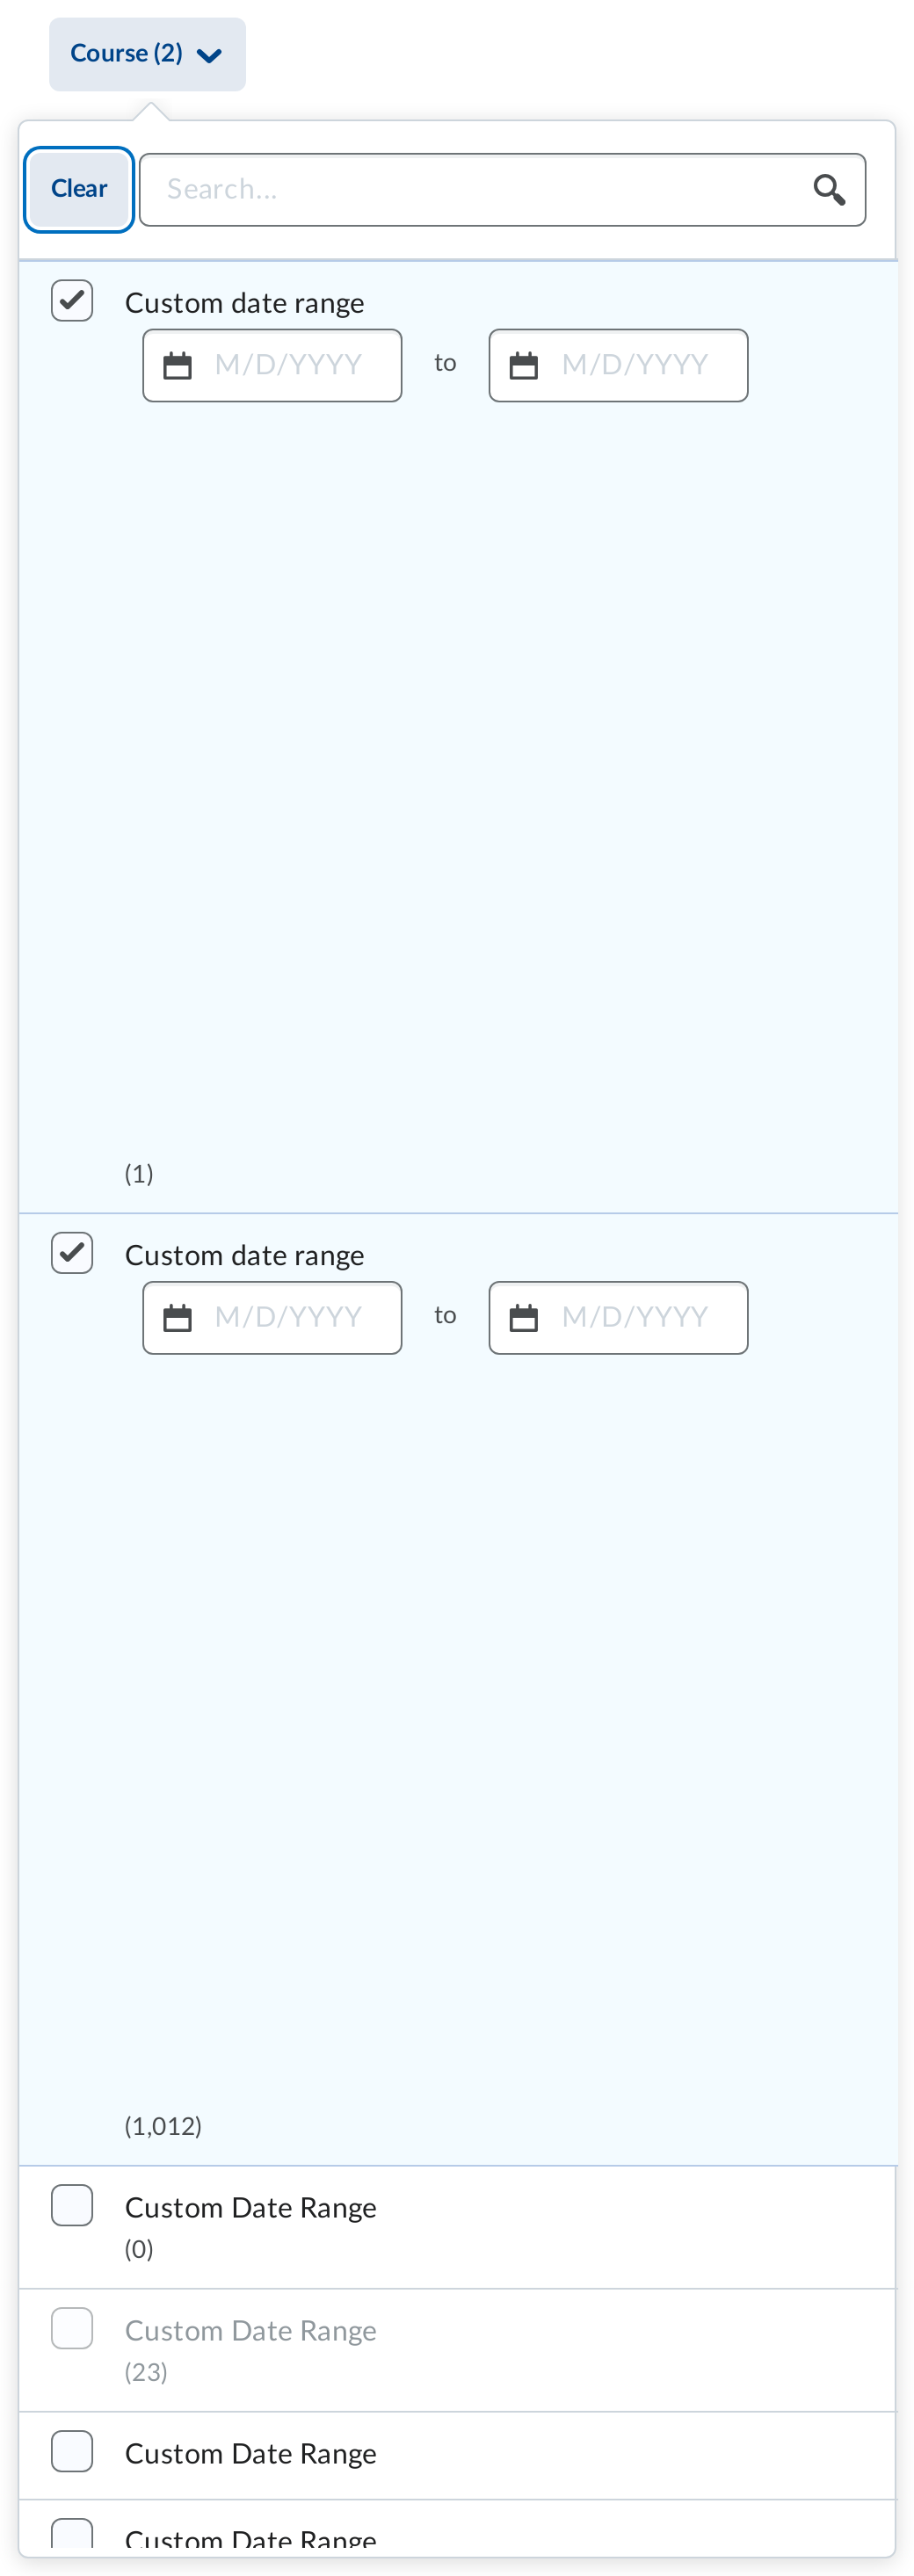 Course (2)
Clear
Search...
Custom date range
M/D/YYYY to M/D/YYYY
(1)
Custom date range
M/D/YYYY to M/D/YYYY
(1,012)
Custom Date Range
(0)
Custom Date Range
(23)
Custom Date Range
Custom Date Range